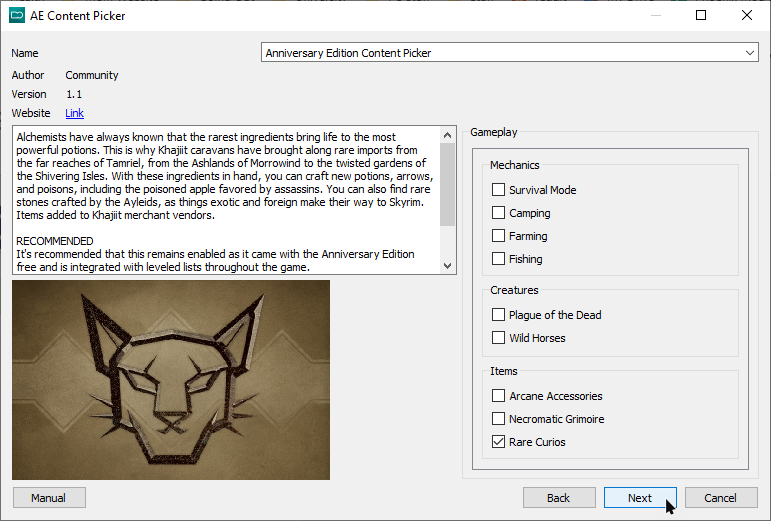 AE Content Picker
Name
Anniversary Edition Content Picker
Author Community
Version 1.1
Website Link
Alchemists have always known that the rarest ingredients bring life to the most
powerful potions. This is why Khajiit caravans have brought along rare imports from
the far reaches of Tamriel, from the Ashlands of Morrowind to the twisted gardens of
the Shivering Isles. With these ingredients in hand, you can craft new potions, arrows,
and poisons, including the poisoned apple favored by assassins. You can also find rare
stones crafted by the Ayleids, as things exotic and foreign make their way to Skyrim.
Items added to Khajiit merchant vendors.
RECOMMENDED
It's recommended that this remains enabled as it came with the Anniversary Edition
free and is integrated with leveled lists throughout the game.
Gameplay
Mechanics
Survival Mode
Camping
Farming
Fishing
Creatures
Plague of the Dead
Wild Horses
Items
Arcane Accessories
Necromatic Grimoire
Rare Curios
Manual
Back
Next
Cancel